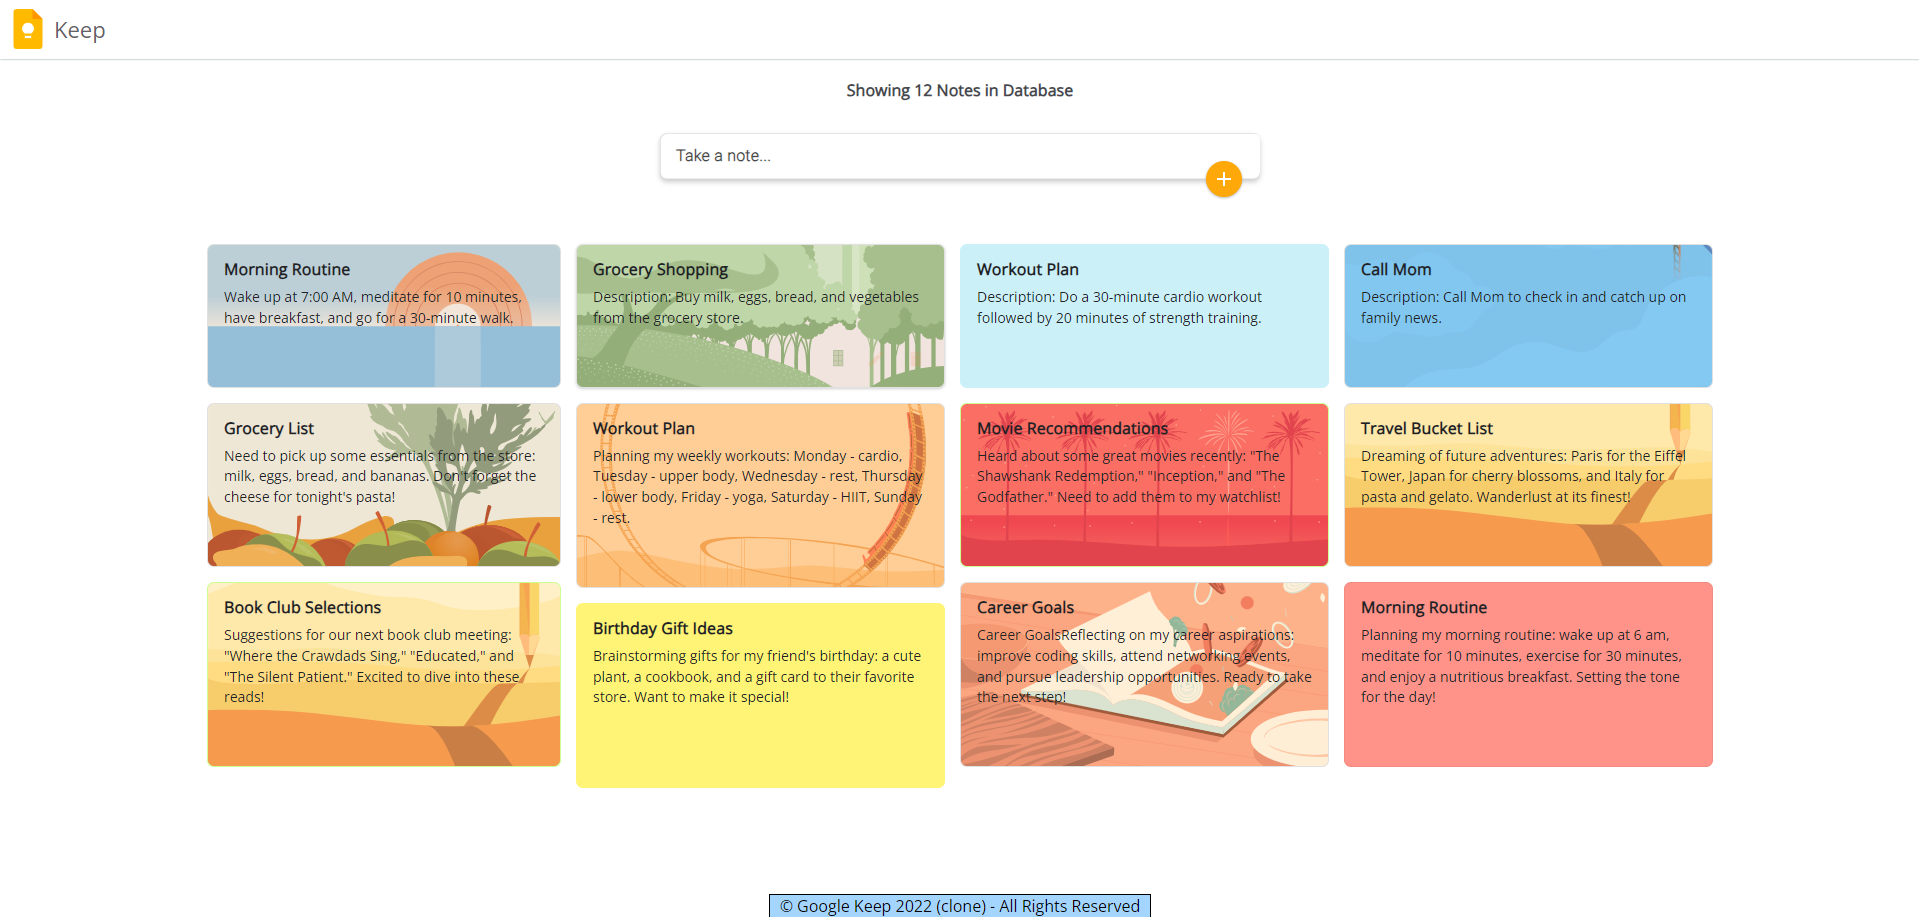 Keep
Showing 12 Notes in Database
Take a note...
Morning Routine
Wake up at 7:00 AM, meditate for 10 minutes,
have breakfast, and go for a 30-minute walk.
Grocery Shopping
Description: Buy milk, eggs, bread, and vegetables
from the grocery store.
Workout Plan
Description: Do a 30-minute cardio workout
followed by 20 minutes of strength training.
Call Mom
Description: Call Mom to check in and catch up on
family news.
Grocery List
Need to pick up some essentials from the store:
milk, eggs, bread, and bananas. Don't forget the
cheese for tonight's pasta!
Workout Plan
Planning my weekly workouts: Monday - cardio,
Tuesday - upper body, Wednesday - rest, Thursday
- lower body, Friday - yoga, Saturday - HIIT, Sunday
- rest.
Movie Recommendations
Heard about some great movies recently: "The
Shawshank Redemption," "Inception," and "The
Godfather." Need to add them to my watchlist!
Travel Bucket List
Dreaming of future adventures: Paris for the Eiffel
Tower, Japan for cherry blossoms, and Italy for
pasta and gelato. Wanderlust at its finest!
Book Club Selections
Suggestions for our next book club meeting:
"Where the Crawdads Sing," "Educated," and
"The Silent Patient." Excited to dive into these
reads!
Birthday Gift Ideas
Brainstorming gifts for my friend's birthday: a cute
plant, a cookbook, and a gift card to their favorite
store. Want to make it special!
Career Goals
Career GoalsReflecting on my career aspirations:
improve coding skills, attend networking events,
and pursue leadership opportunities. Ready to take
the next step!
Morning Routine
Planning my morning routine: wake up at 6 am,
meditate for 10 minutes, exercise for 30 minutes,
and enjoy a nutritious breakfast. Setting the tone
for the day!
© Google Keep 2022 (clone) - All Rights Reserved